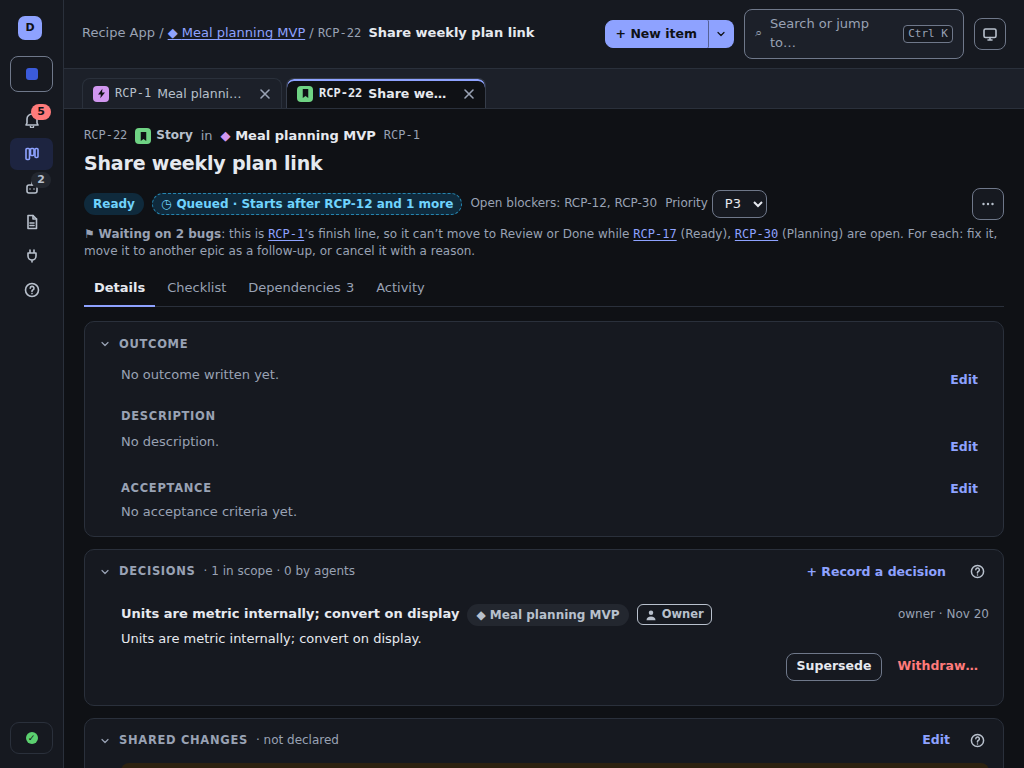 D
Recipe App / ◆ Meal planning MVP / RCP-22 Share weekly plan link
+ New item
Search or jump to…
Ctrl K
5
2
RCP-1 Meal planni…
RCP-22 Share we…
RCP-22 Story in ◆ Meal planning MVP RCP-1
Share weekly plan link
Ready
Queued · Starts after RCP-12 and 1 more
Open blockers: RCP-12, RCP-30 Priority P3
⚑ Waiting on 2 bugs: this is RCP-1’s finish line, so it can’t move to Review or Done while RCP-17 (Ready), RCP-30 (Planning) are open. For each: fix it,
move it to another epic as a follow-up, or cancel it with a reason.
Details Checklist Dependencies 3 Activity
OUTCOME
No outcome written yet.
Edit
DESCRIPTION
No description.
Edit
ACCEPTANCE
Edit
No acceptance criteria yet.
DECISIONS · 1 in scope · 0 by agents
+ Record a decision
Units are metric internally; convert on display ◆ Meal planning MVP Owner
owner · Nov 20
Units are metric internally; convert on display.
Supersede Withdraw…
SHARED CHANGES · not declared
Edit